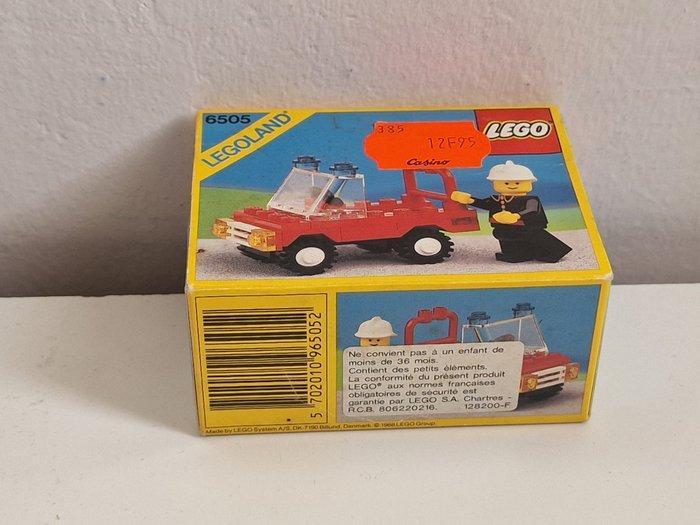 6505
LEGOLAND®
385
12F95
Casino
LEGO
Ne convient pas à un enfant de
moins de 36 mois.
Contient des petits éléments.
La conformité du présent produit
LEGO® aux normes françaises
obligatoires de sécurité est
garantie par LEGO S.A. Chartres -
R.C.B. 806220216. 128200-F
5 702010 965052
Made by LEGO System A/S, DK-7190 Billund, Denmark. © 1988 LEGO Group.